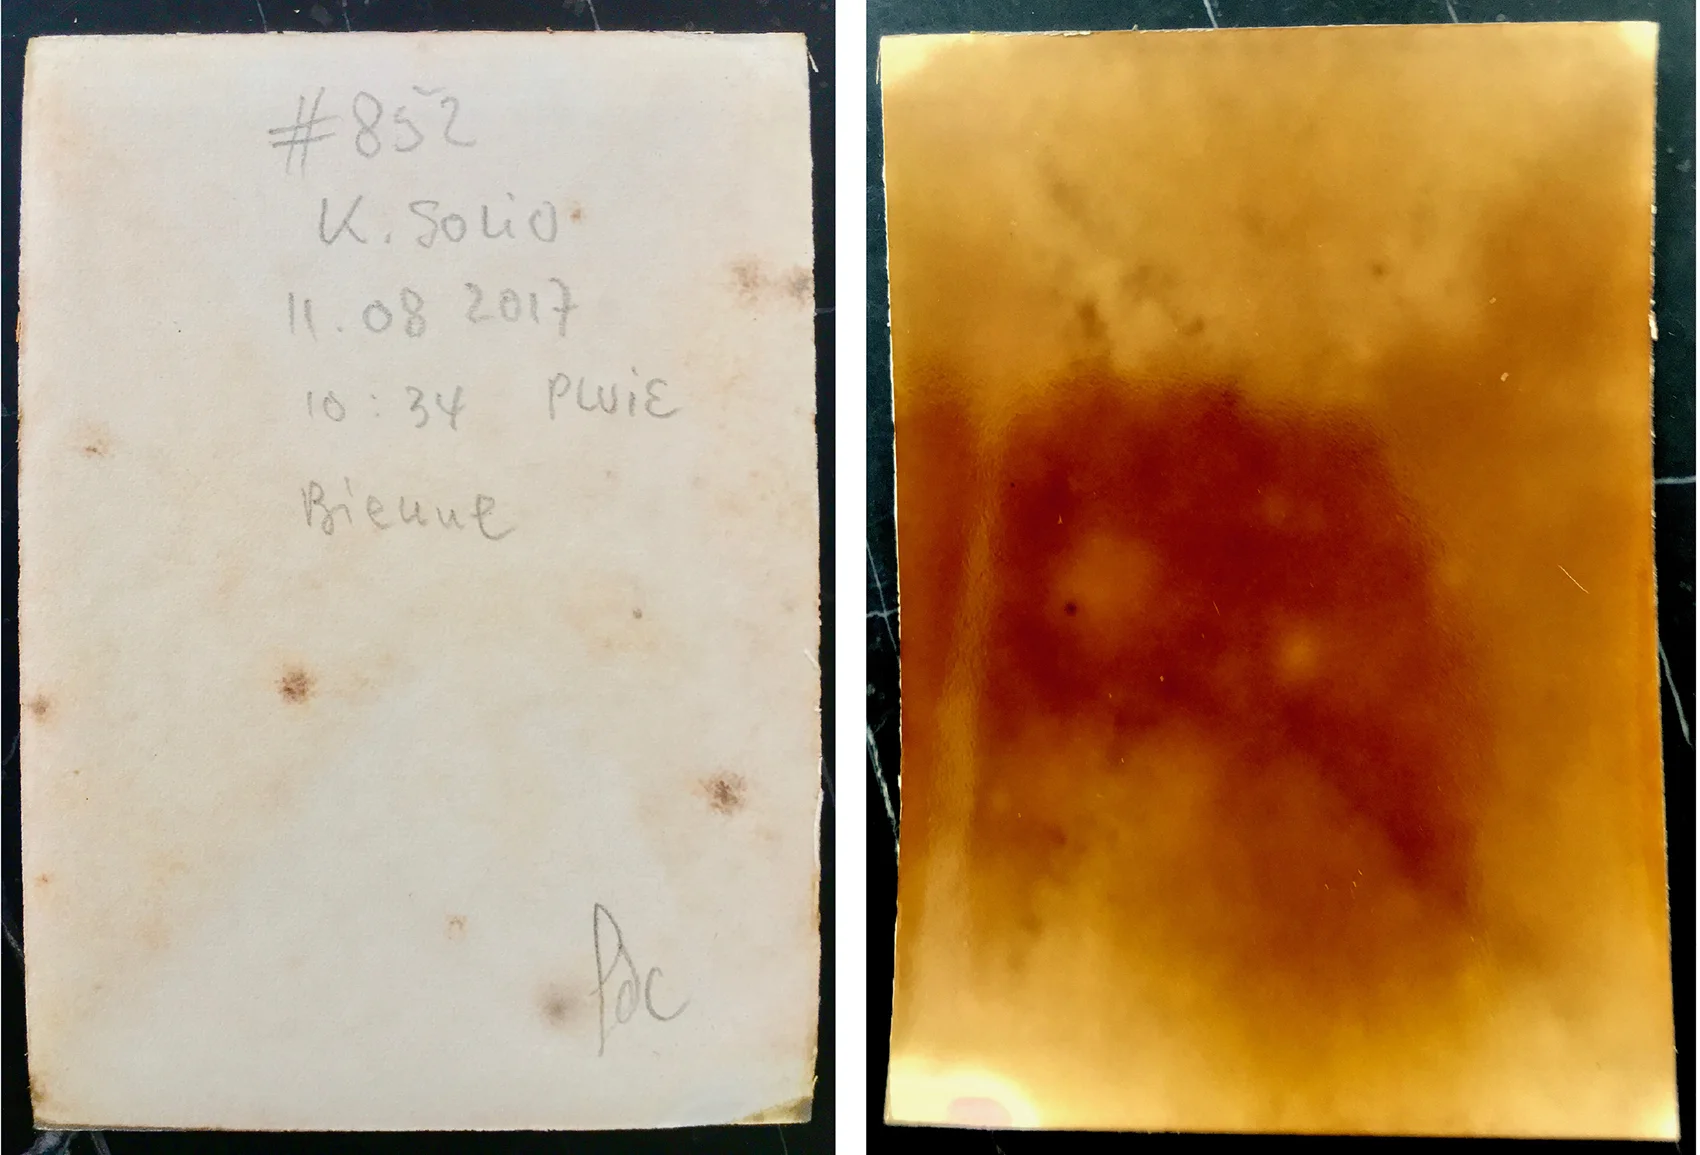 #852
K. Solio
11.08 2017
10:34 PLUIE
Bienne